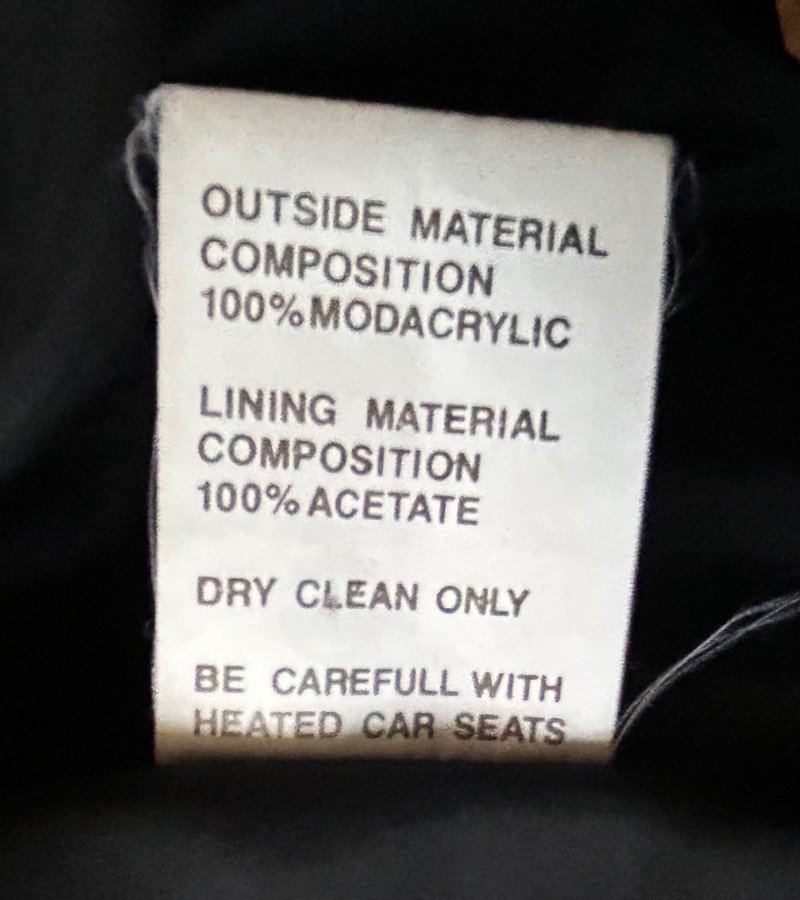 OUTSIDE MATERIAL
COMPOSITION
100%MODACRYLIC
LINING MATERIAL
COMPOSITION
100% ACETATE
DRY CLEAN ONLY
BE CAREFULL WITH
HEATED CAR SEATS